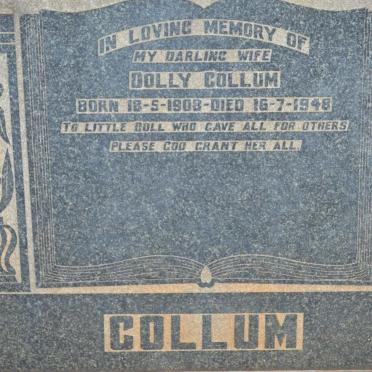 IN LOVING MEMORY OF
MY DARLING WIFE
DOLLY COLLUM
BORN 18-5-1908-DIED 16-7-1948
TO LITTLE DOLL WHO GAVE ALL FOR OTHERS
PLEASE GOD GRANT HER ALL.
COLLUM